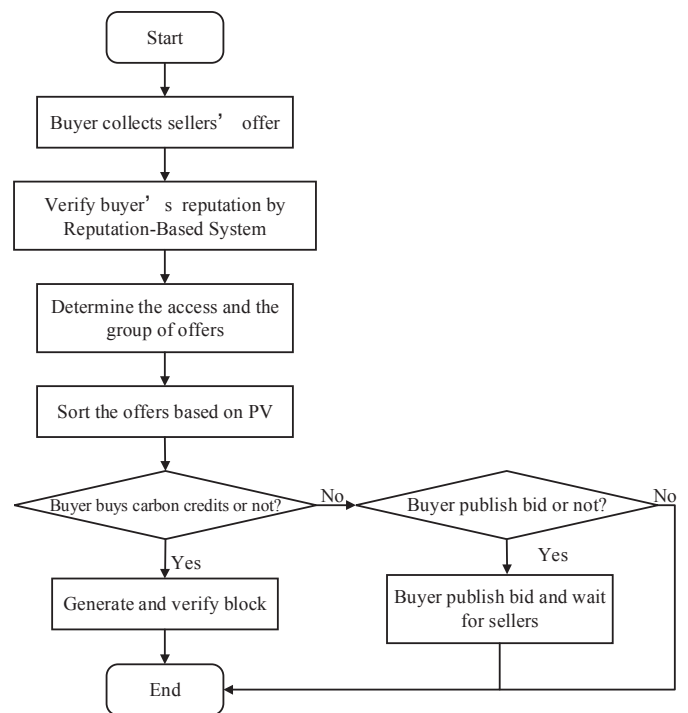 Start
Buyer collects sellers’ offer
Verify buyer’s reputation by
Reputation-Based System
Determine the access and the
group of offers
Sort the offers based on PV
Buyer buys carbon credits or not?
No
Buyer publish bid or not?
No
Yes
Yes
Generate and verify block
Buyer publish bid and wait
for sellers
End